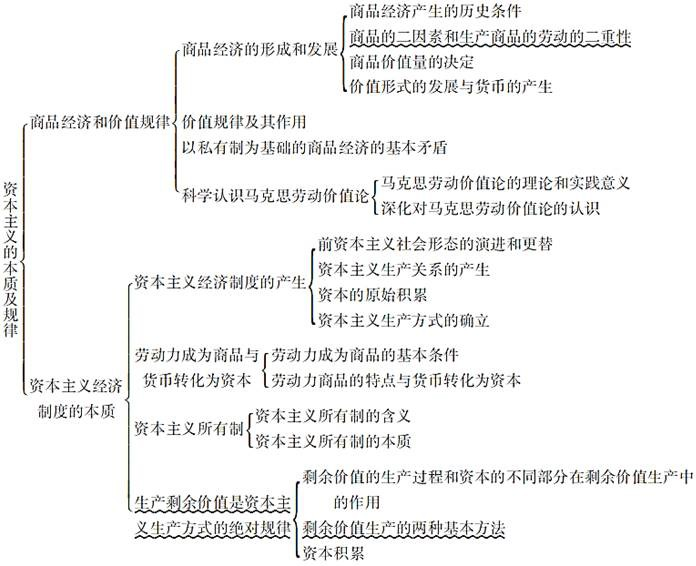 资本主义的本质及规律
商品经济和价值规律
商品经济的形成和发展
商品经济产生的历史条件
商品的二因素和生产商品的劳动的二重性
商品价值量的决定
价值形式的发展与货币的产生
价值规律及其作用
以私有制为基础的商品经济的基本矛盾
科学认识马克思劳动价值论
马克思劳动价值论的理论和实践意义
深化对马克思劳动价值论的认识
资本主义经济
制度的本质
资本主义经济制度的产生
前资本主义社会形态的演进和更替
资本主义生产关系的产生
资本的原始积累
资本主义生产方式的确立
劳动力成为商品与
货币转化为资本
劳动力成为商品的基本条件
劳动力商品的特点与货币转化为资本
资本主义所有制
资本主义所有制的含义
资本主义所有制的本质
生产剩余价值是资本主
义生产方式的绝对规律
剩余价值的生产过程和资本的不同部分在剩余价值生产中
的作用
剩余价值生产的两种基本方法
资本积累